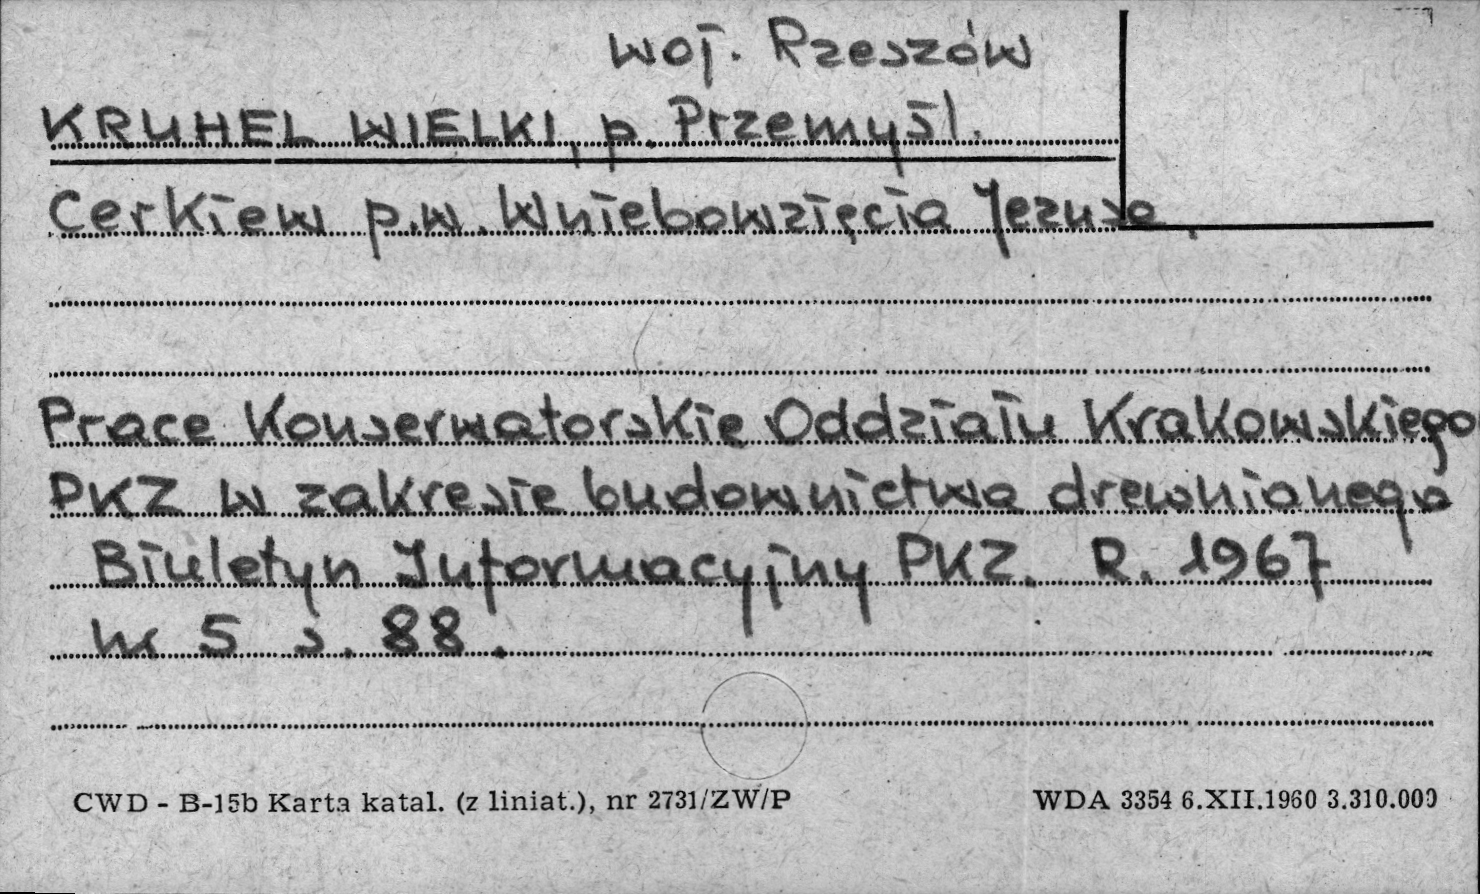 woj. Rzeszów
KRUHEL WIELKI, p. Przemyśl.
Cerkiew p.w. Wniebowzięcia Jezusa.
Prace Konserwatorskie Oddziału Krakowskiego
PKZ w zakresie budownictwa drewnianego
Biuletyn Informacyjny PKZ. R. 1967
nr 5 s. 88.
CWD - B-15b Karta katal. (z liniat.), nr 2731/ZW/P
WDA 3354 6.XII.1960 3.310.000